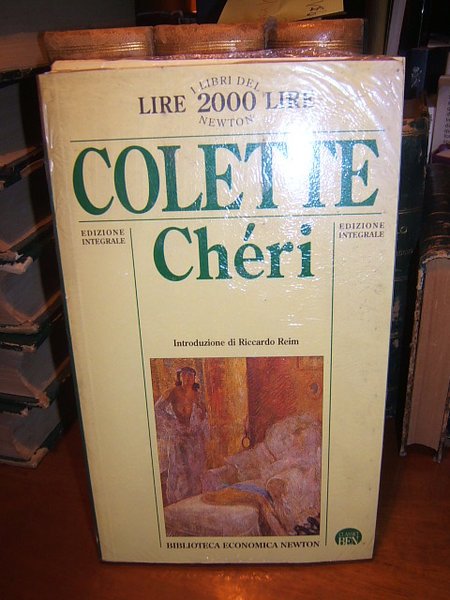 I LIBRI DEL
LIRE 2000 LIRE
NEWTON
COLETTE
EDIZIONE
INTEGRALE
EDIZIONE
INTEGRALE
Chéri
Introduzione di Riccardo Reim
BIBLIOTECA ECONOMICA NEWTON
CLASSICI
BEN